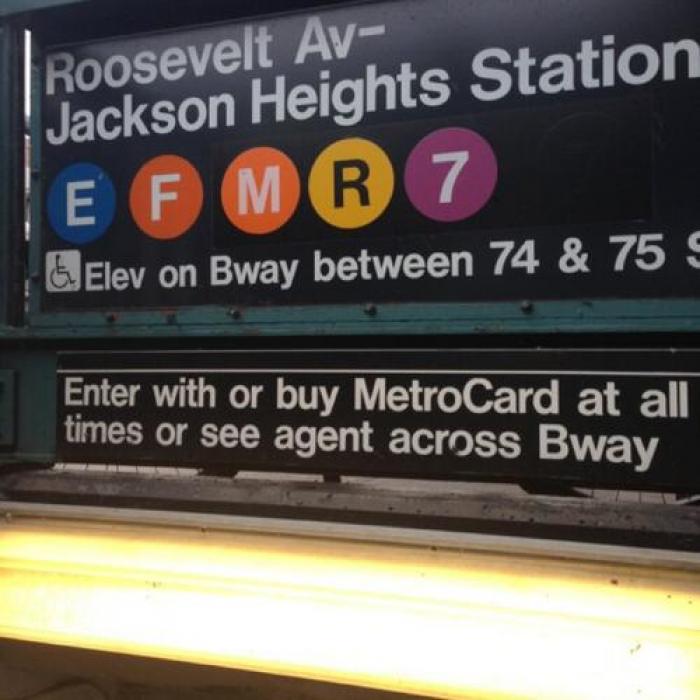 Roosevelt Av-
Jackson Heights Station
E F M R 7
Elev on Bway between 74 & 75 S
Enter with or buy MetroCard at all
times or see agent across Bway